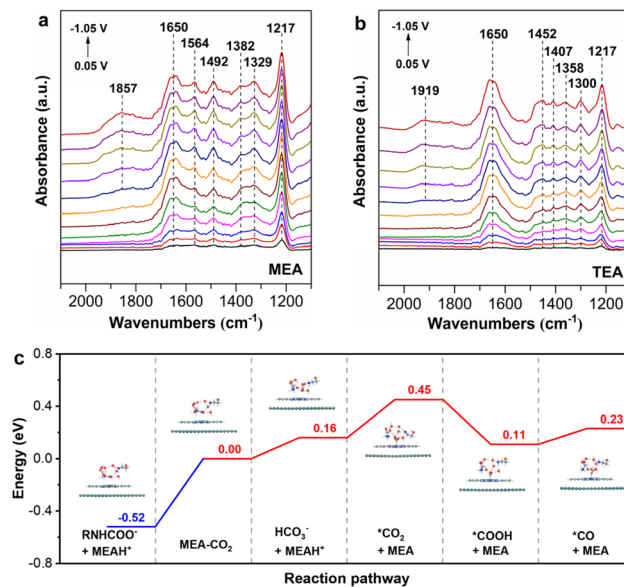 a
-1.05 V
0.05 V
1857
1650
1564
1492
1382
1329
1217
Absorbance (a.u.)
MEA
2000 1800 1600 1400 1200
Wavenumbers (cm⁻¹)
b
-1.05 V
0.05 V
1919
1650
1452
1407
1358
1300
1217
Absorbance (a.u.)
TEA
2000 1800 1600 1400 1200
Wavenumbers (cm⁻¹)
c
Energy (eV)
0.8
0.4
0.0
-0.4
-0.8
-0.52
0.00
0.16
0.45
0.11
0.23
RNHCOO⁻
+ MEAH⁺
MEA-CO₂
HCO₃⁻
+ MEAH⁺
*CO₂
+ MEA
*COOH
+ MEA
*CO
+ MEA
Reaction pathway